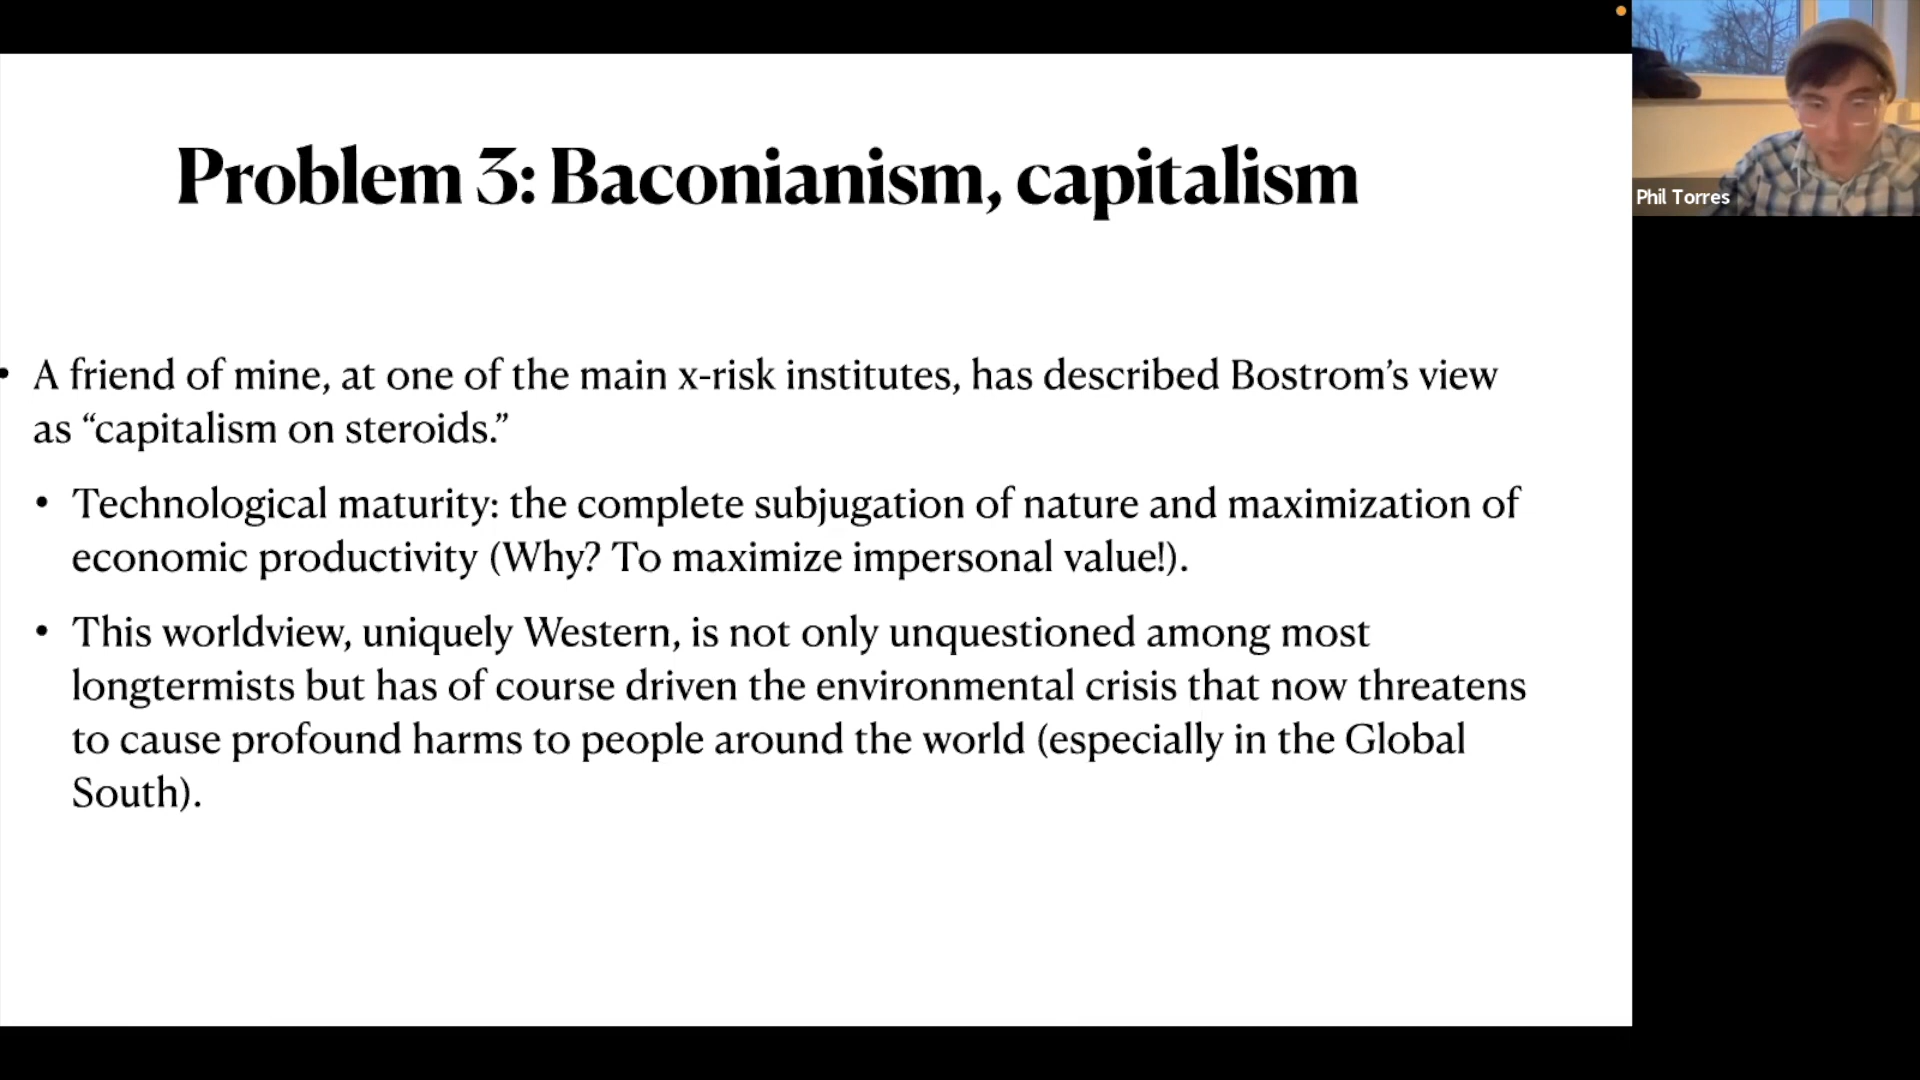 Problem 3: Baconianism, capitalism
• A friend of mine, at one of the main x-risk institutes, has described Bostrom’s view
as “capitalism on steroids.”
• Technological maturity: the complete subjugation of nature and maximization of
economic productivity (Why? To maximize impersonal value!).
• This worldview, uniquely Western, is not only unquestioned among most
longtermists but has of course driven the environmental crisis that now threatens
to cause profound harms to people around the world (especially in the Global
South).
Phil Torres